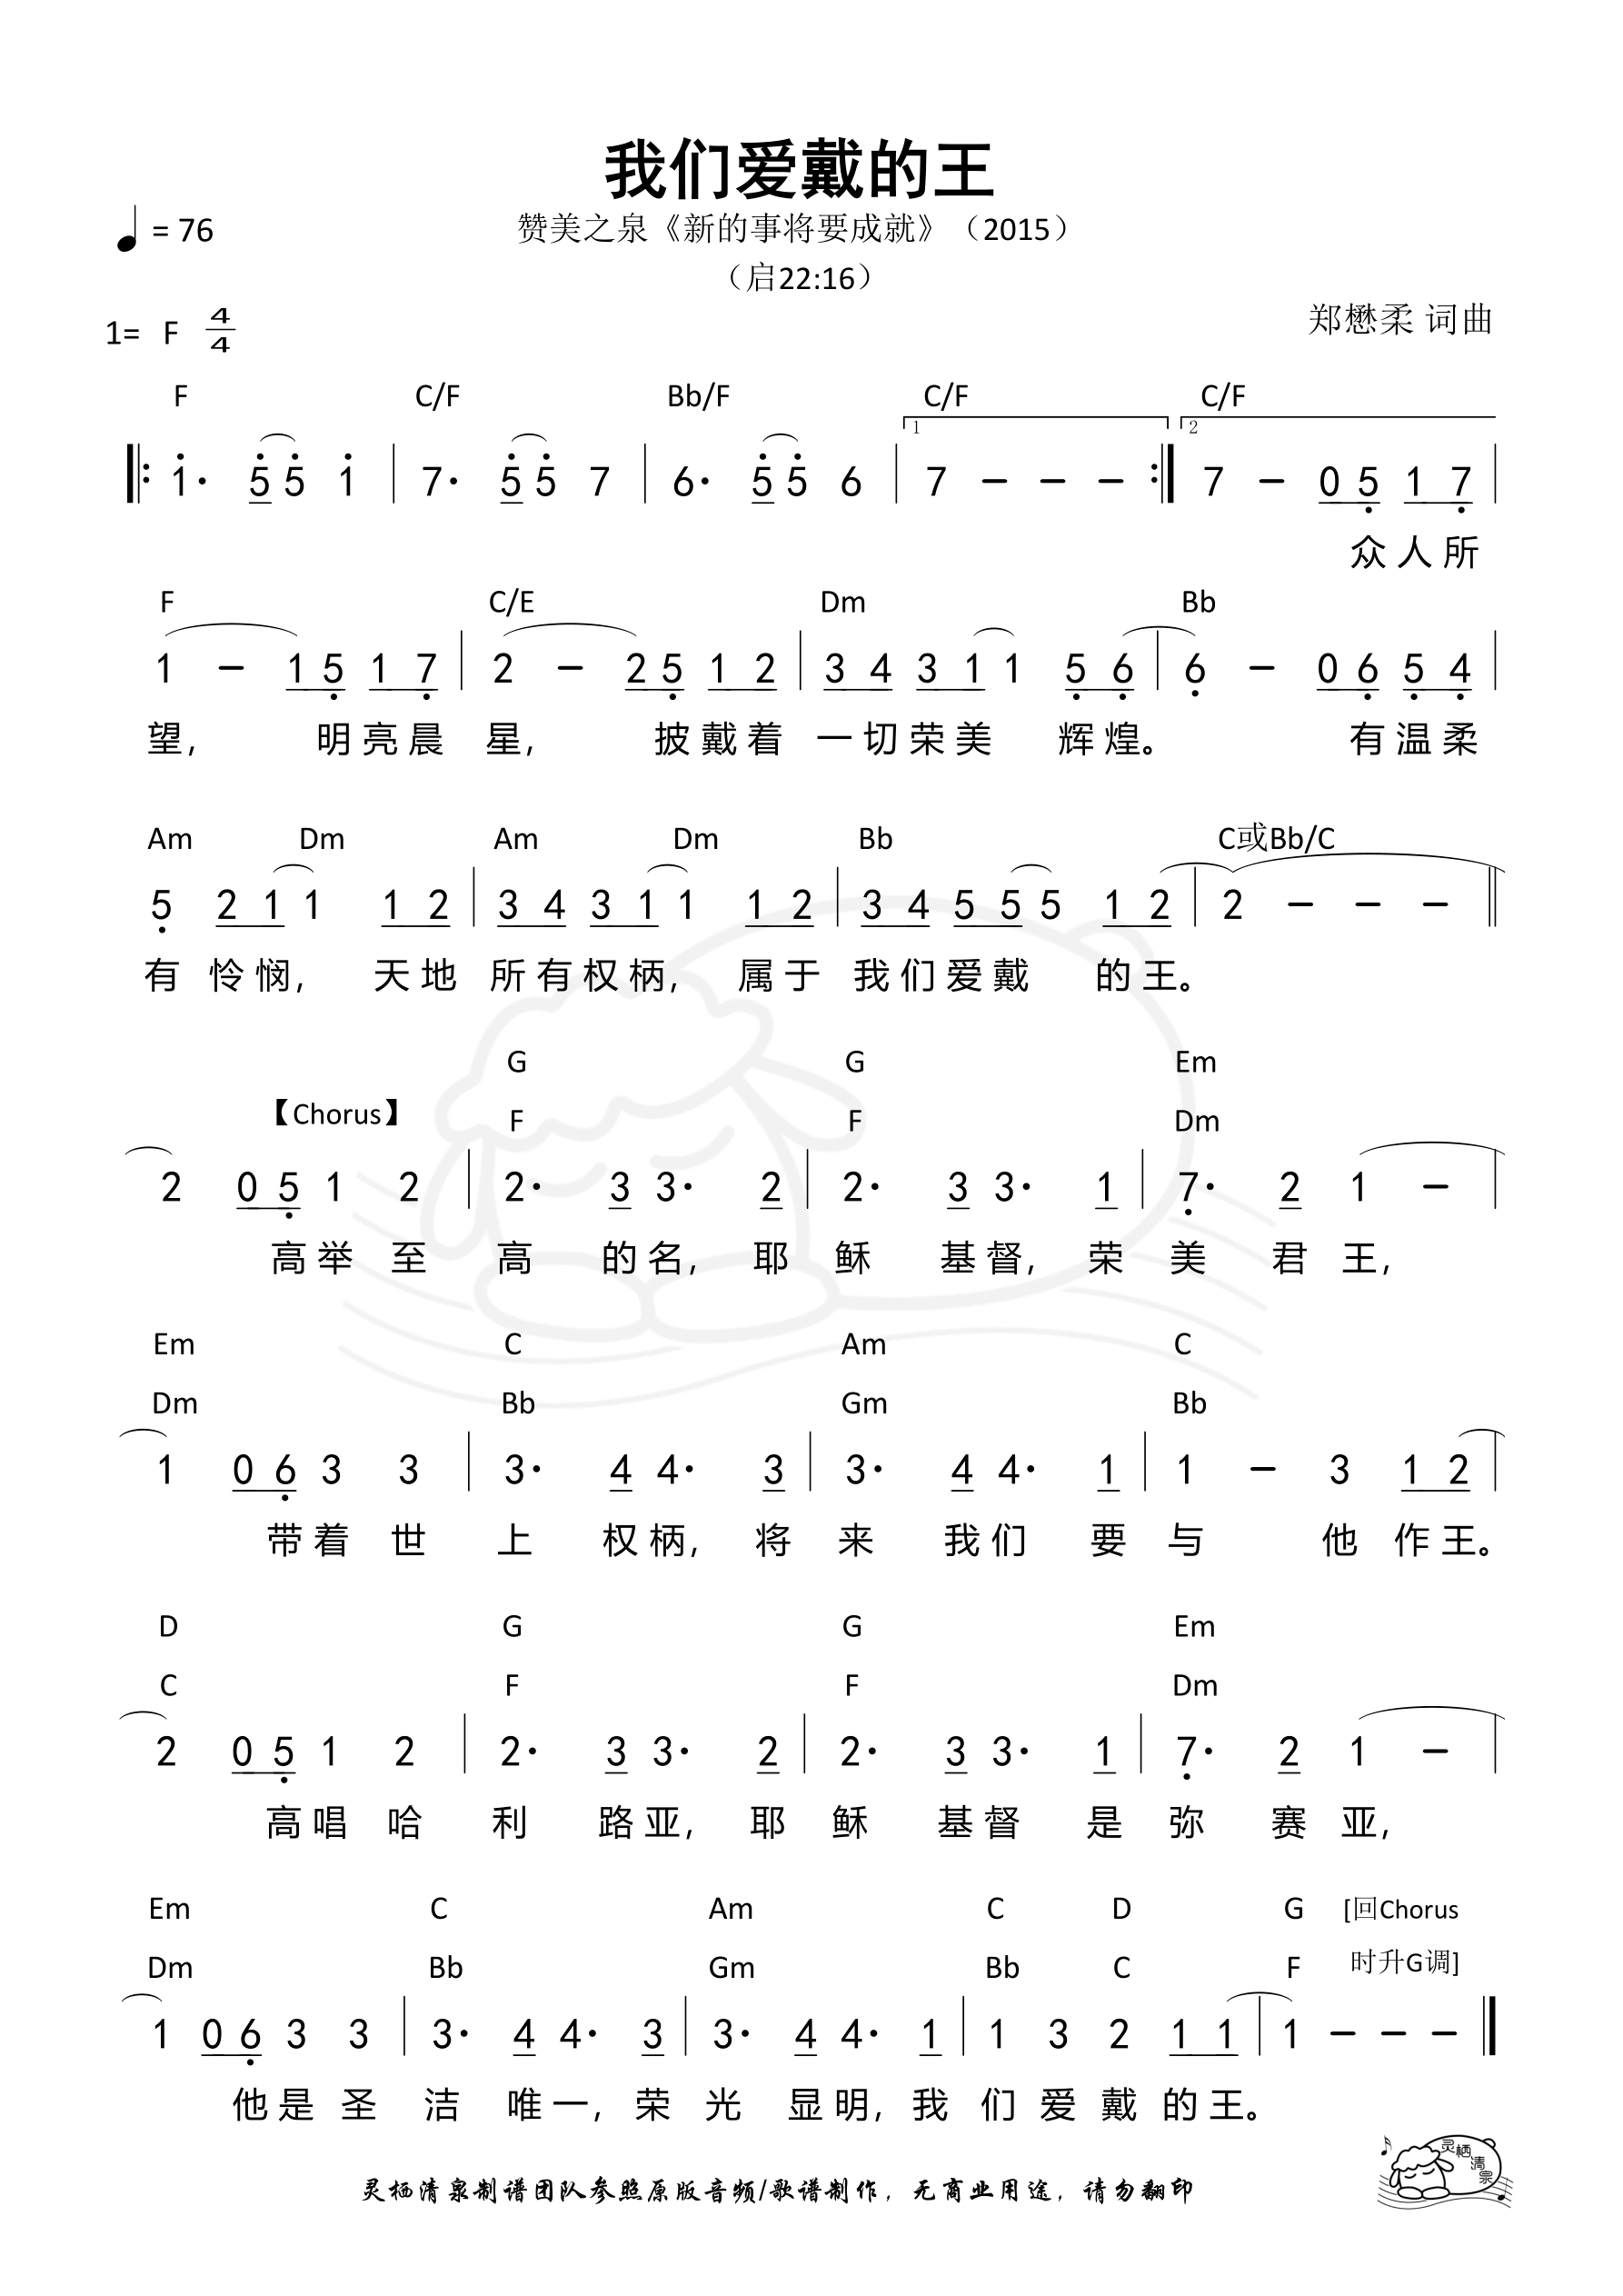 我们爱戴的王
♩= 76
赞美之泉《新的事将要成就》（2015）
（启22:16）
1= F 4/4
郑懋柔 词曲
F C/F Bb/F C/F C/F
1 2
1· 5 5 1 | 7· 5 5 7 | 6· 5 5 6 | 7 – – – :‖ 7 – 0 5 1 7 |
众人所
F C/E Dm Bb
1 – 1 5 1 7 | 2 – 2 5 1 2 | 3 4 3 1 1 5 6 | 6 – 0 6 5 4 |
望， 明亮晨星， 披戴着一切荣美 辉煌。 有温柔
Am Dm Am Dm Bb C或Bb/C
5 2 1 1 1 2 | 3 4 3 1 1 1 2 | 3 4 5 5 5 1 2 | 2 – – – ‖
有 怜悯， 天地 所有权柄， 属于 我们爱戴 的王。
G G Em
【Chorus】 F F Dm
2 0 5 1 2 | 2· 3 3· 2 | 2· 3 3· 1 | 7· 2 1 – |
高举 至 高 的名， 耶 稣 基督， 荣 美 君 王，
Em C Am C
Dm Bb Gm Bb
1 0 6 3 3 | 3· 4 4· 3 | 3· 4 4· 1 | 1 – 3 1 2 |
带着 世 上 权柄， 将 来 我们 要 与 他 作王。
D G G Em
C F F Dm
2 0 5 1 2 | 2· 3 3· 2 | 2· 3 3· 1 | 7· 2 1 – |
高唱 哈 利 路亚， 耶 稣 基督 是 弥 赛 亚，
Em C Am C D G [回Chorus
Dm Bb Gm Bb C F 时升G调]
1 0 6 3 3 | 3· 4 4· 3 | 3· 4 4· 1 | 1 3 2 1 1 | 1 – – – ‖
他是 圣 洁 唯一， 荣 光 显明， 我 们 爱 戴 的王。
灵栖清泉制谱团队参照原版音频/歌谱制作，无商业用途，请勿翻印
灵栖清泉